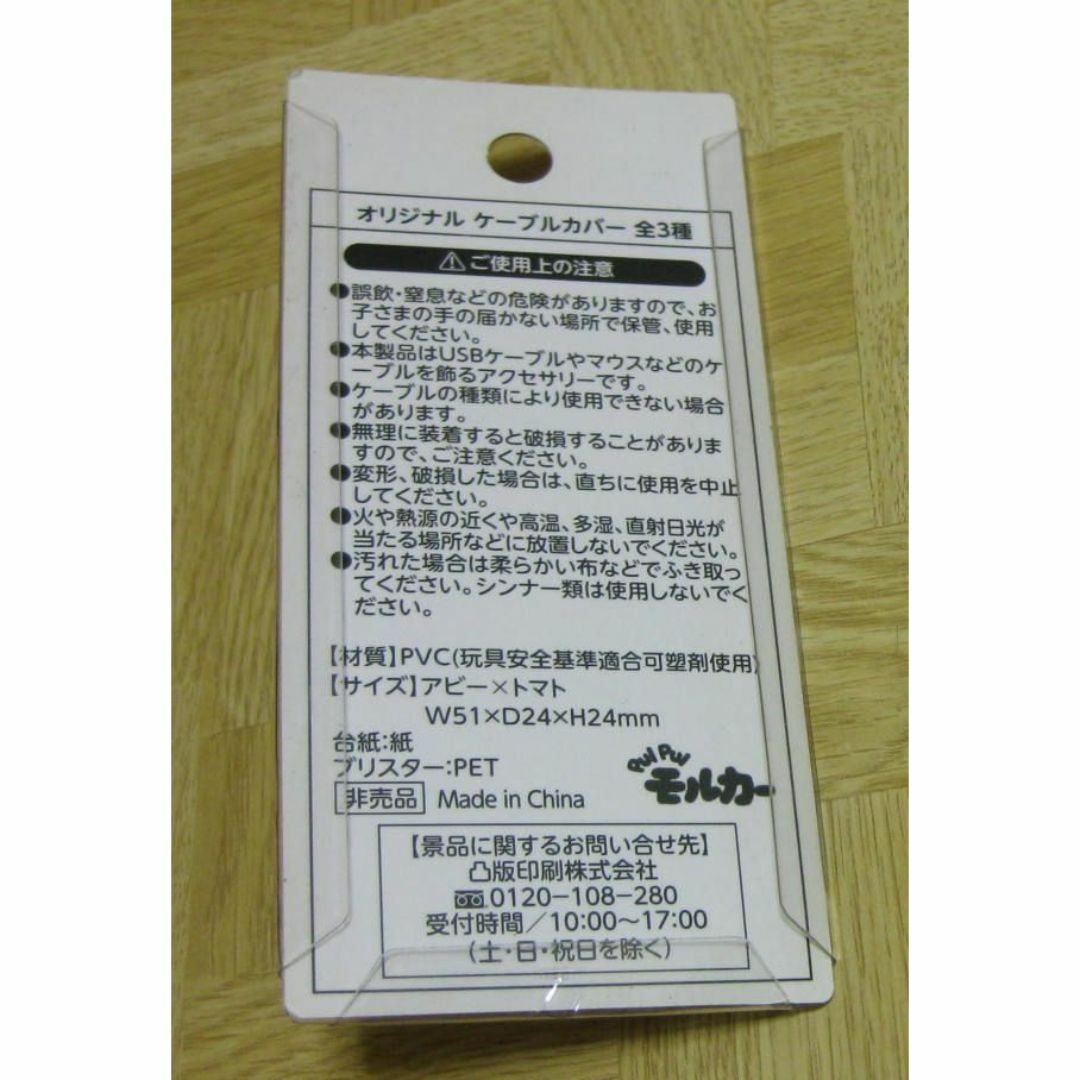 オリジナル ケーブルカバー 全3種
⚠ご使用上の注意
●誤飲・窒息などの危険がありますので、お
子さまの手の届かない場所で保管、使用
してください。
●本製品はUSBケーブルやマウスなどのケ
ーブルを飾るアクセサリーです。
●ケーブルの種類により使用できない場合
があります。
●無理に装着すると破損することがありま
すので、ご注意ください。
●変形、破損した場合は、直ちに使用を中止
してください。
●火や熱源の近くや高温、多湿、直射日光が
当たる場所などに放置しないでください。
●汚れた場合は柔らかい布などでふき取っ
てください。シンナー類は使用しないでく
ださい。
【材質】PVC(玩具安全基準適合可塑剤使用)
【サイズ】アビー×トマト
W51×D24×H24mm
台紙:紙
ブリスター:PET
非売品 Made in China
PUI PUI
モルカー
【景品に関するお問い合せ先】
凸版印刷株式会社
0120−108−280
受付時間/10:00〜17:00
(土・日・祝日を除く)